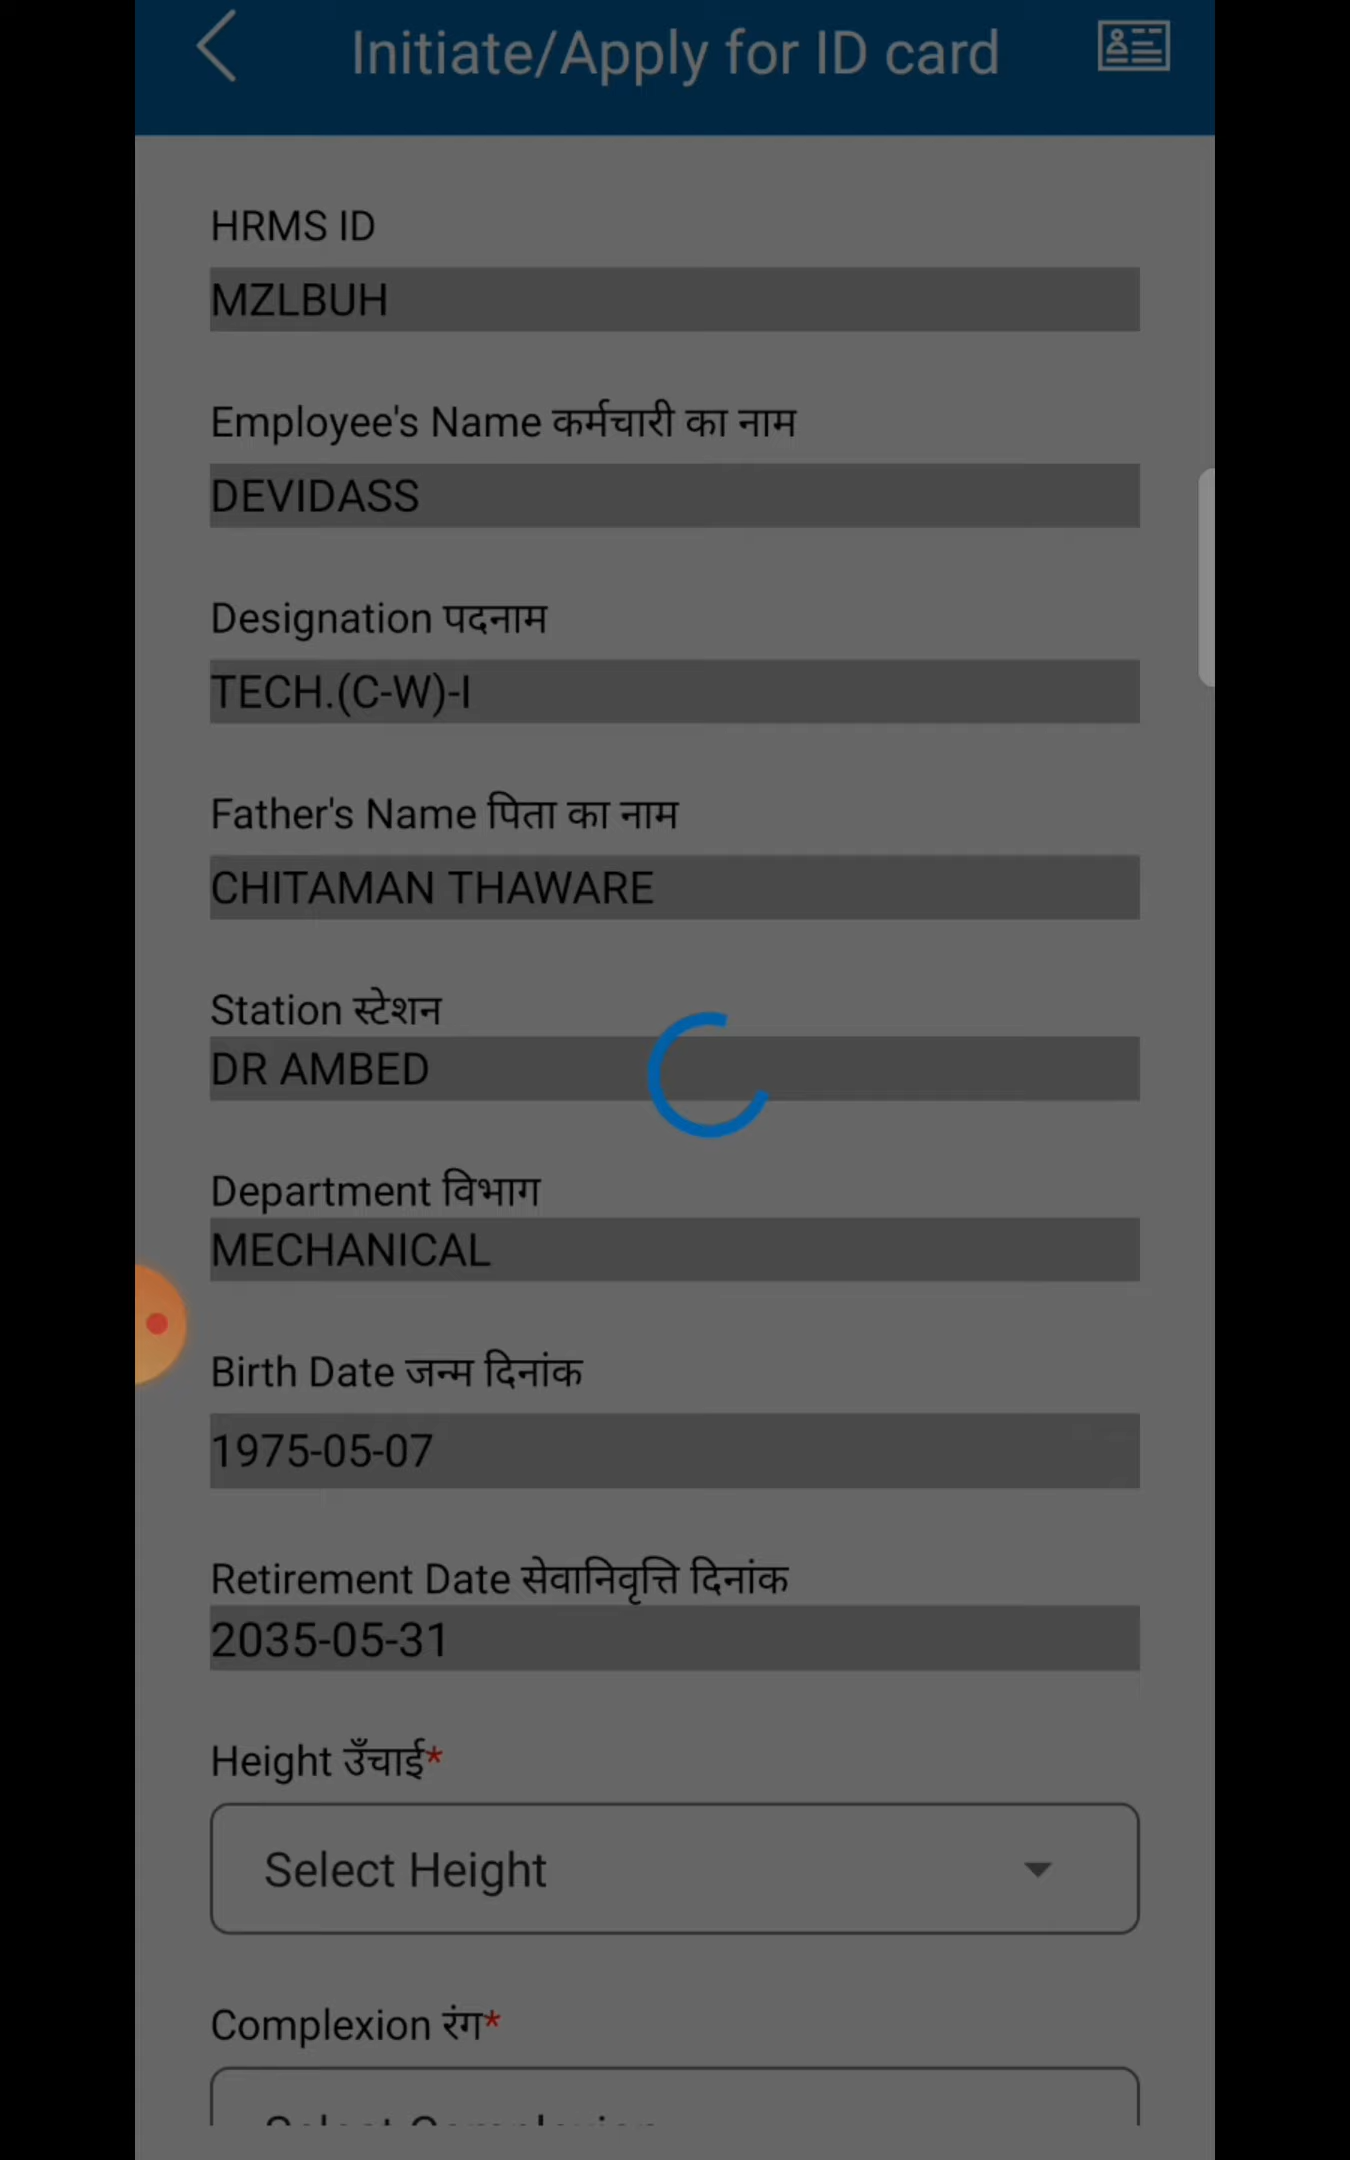 Initiate/Apply for ID card
HRMS ID
MZLBUH
Employee's Name कर्मचारी का नाम
DEVIDASS
Designation पदनाम
TECH.(C-W)-I
Father's Name पिता का नाम
CHITAMAN THAWARE
Station स्टेशन
DR AMBED
Department विभाग
MECHANICAL
Birth Date जन्म दिनांक
1975-05-07
Retirement Date सेवानिवृत्ति दिनांक
2035-05-31
Height उँचाई*
Select Height
Complexion रंग*
Select Complexion